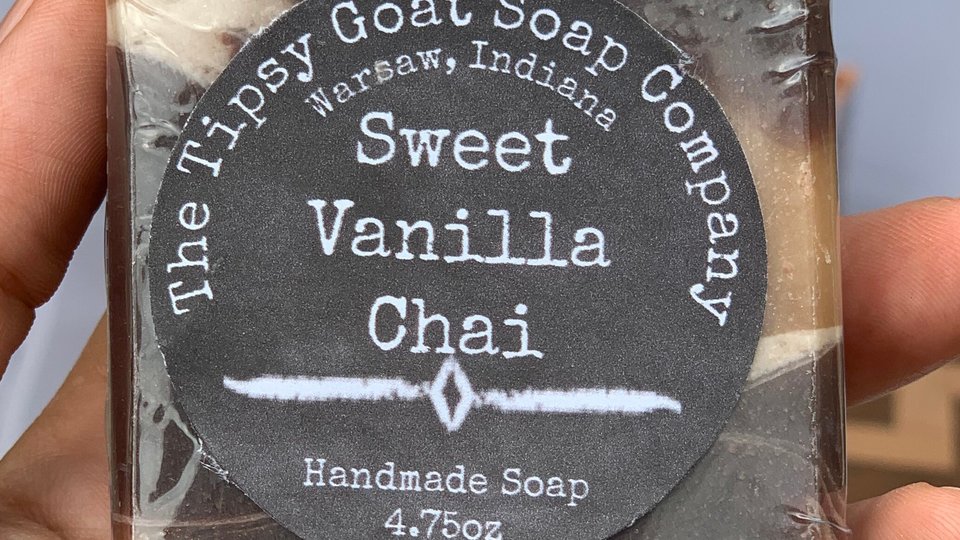 The Tipsy Goat Soap Company
Warsaw, Indiana
Sweet
Vanilla
Chai
Handmade Soap
4.75oz